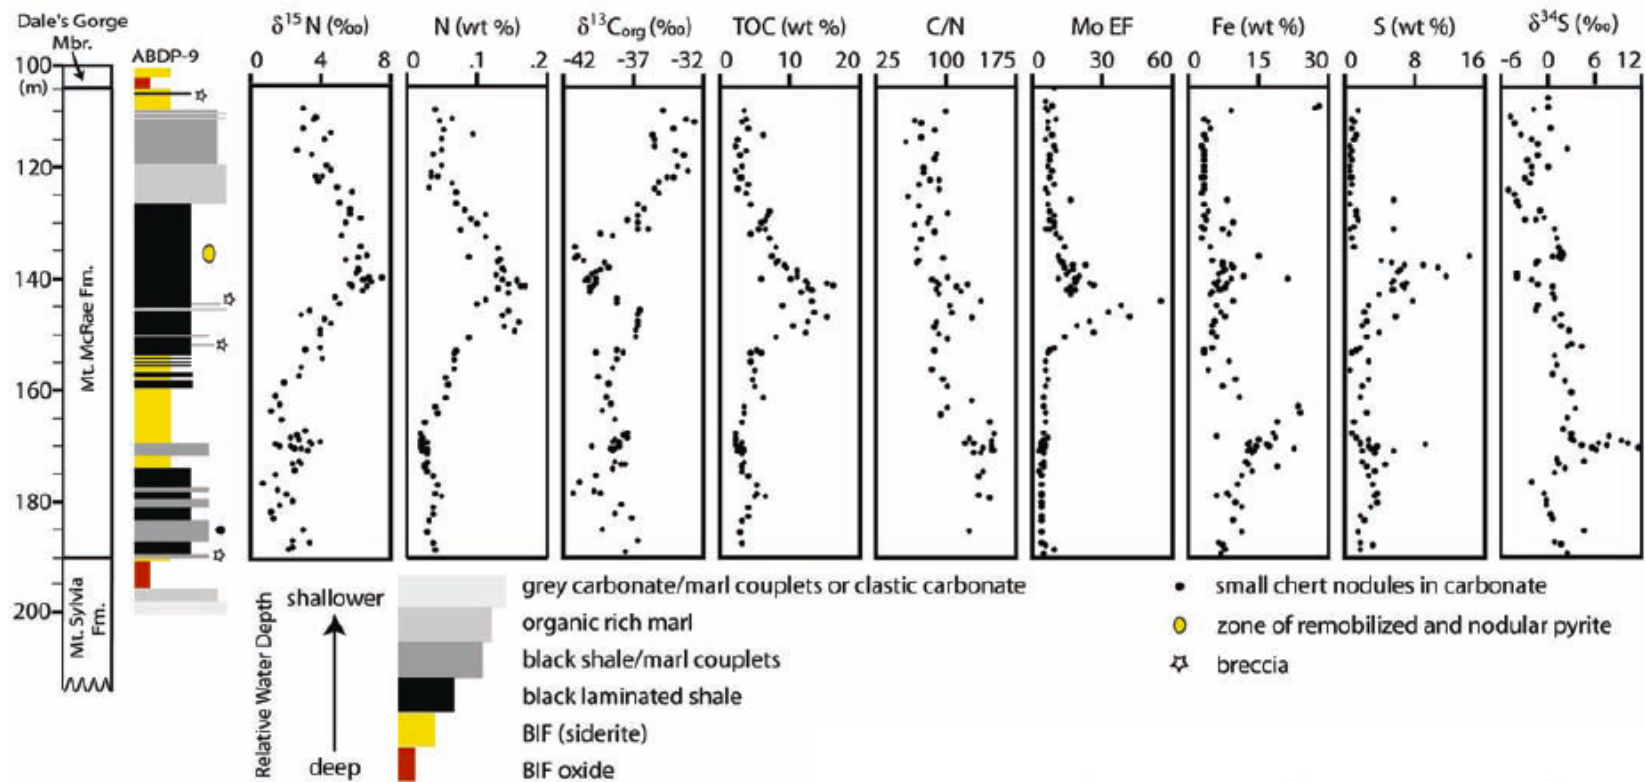 Dale's Gorge
Mbr.
ABDP-9
δ¹⁵N (‰)
N (wt %)
δ¹³Corg (‰)
TOC (wt %)
C/N
Mo EF
Fe (wt %)
S (wt %)
δ³⁴S (‰)
0 4 8
0 .1 .2
-42 -37 -32
0 10 20
25 100 175
0 30 60
0 15 30
0 8 16
-6 0 6 12
100
(m)
120
140
160
180
200
Mt. McRae Fm.
Mt. Sylvia
Fm.
Relative Water Depth
shallower
deep
grey carbonate/marl couplets or clastic carbonate
organic rich marl
black shale/marl couplets
black laminated shale
BIF (siderite)
BIF oxide
small chert nodules in carbonate
zone of remobilized and nodular pyrite
breccia